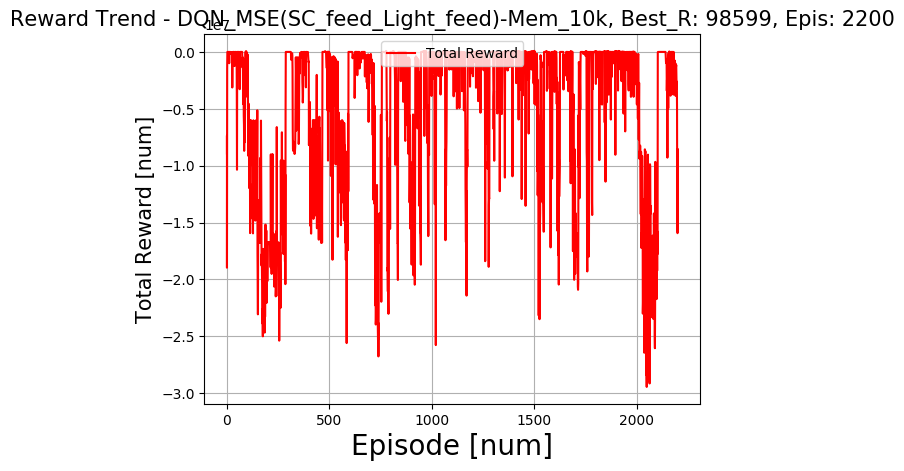 Reward Trend - DQN_MSE(SC_feed_Light_feed)-Mem_10k, Best_R: 98599, Epis: 2200
1e7
Total Reward
0.0
−0.5
−1.0
−1.5
−2.0
−2.5
−3.0
Total Reward [num]
0 500 1000 1500 2000
Episode [num]